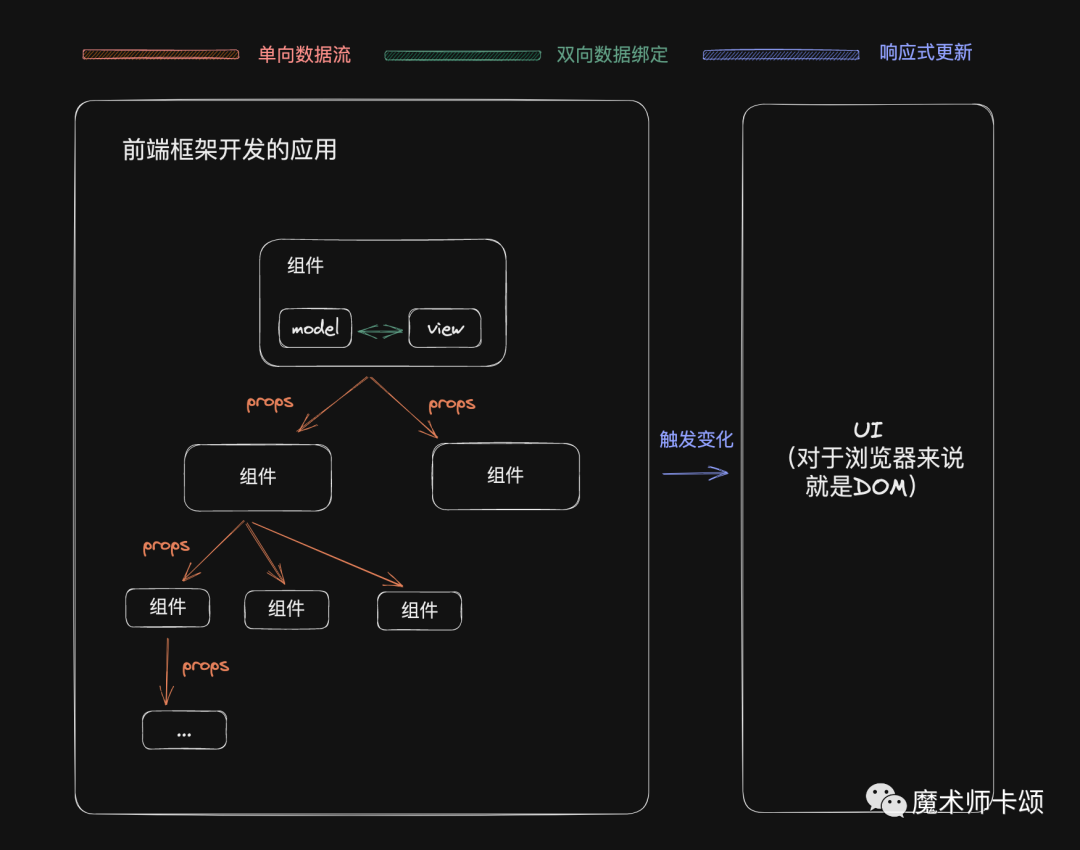 单向数据流
双向数据绑定
响应式更新
前端框架开发的应用
组件
model
view
props
props
组件
组件
触发变化
UI
(对于浏览器来说
就是DOM)
props
组件
组件
组件
props
...
魔术师卡颂